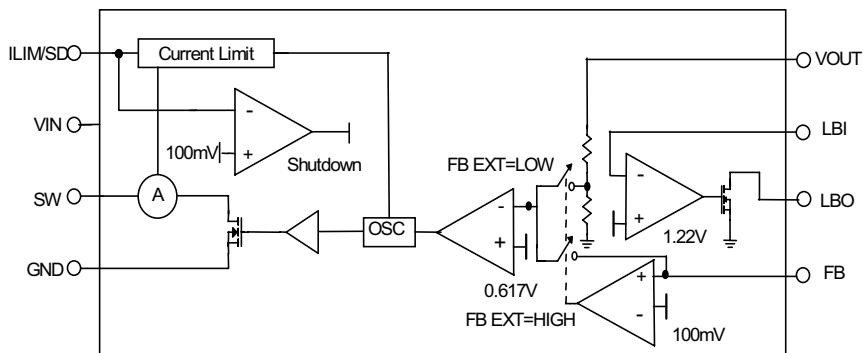 ILIM/SD
Current Limit
VOUT
VIN
-
+
100mV
Shutdown
LBI
FB EXT=LOW
SW
A
-
+
1.22V
LBO
OSC
-
+
0.617V
GND
FB
+
-
100mV
FB EXT=HIGH